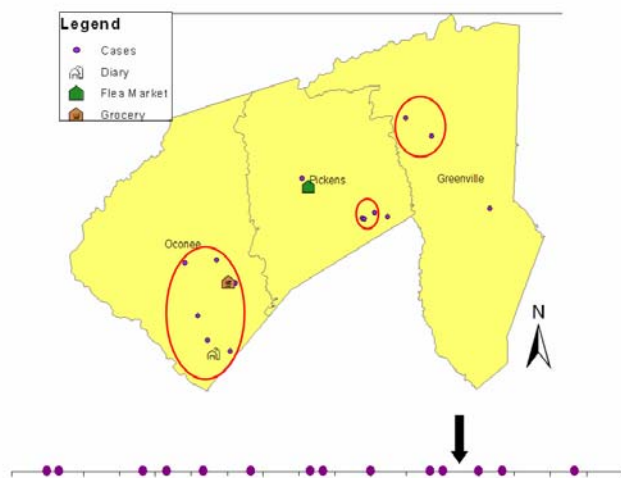 Legend
Cases
Diary
Flea Market
Grocery
Pickens
Greenville
Oconee
N